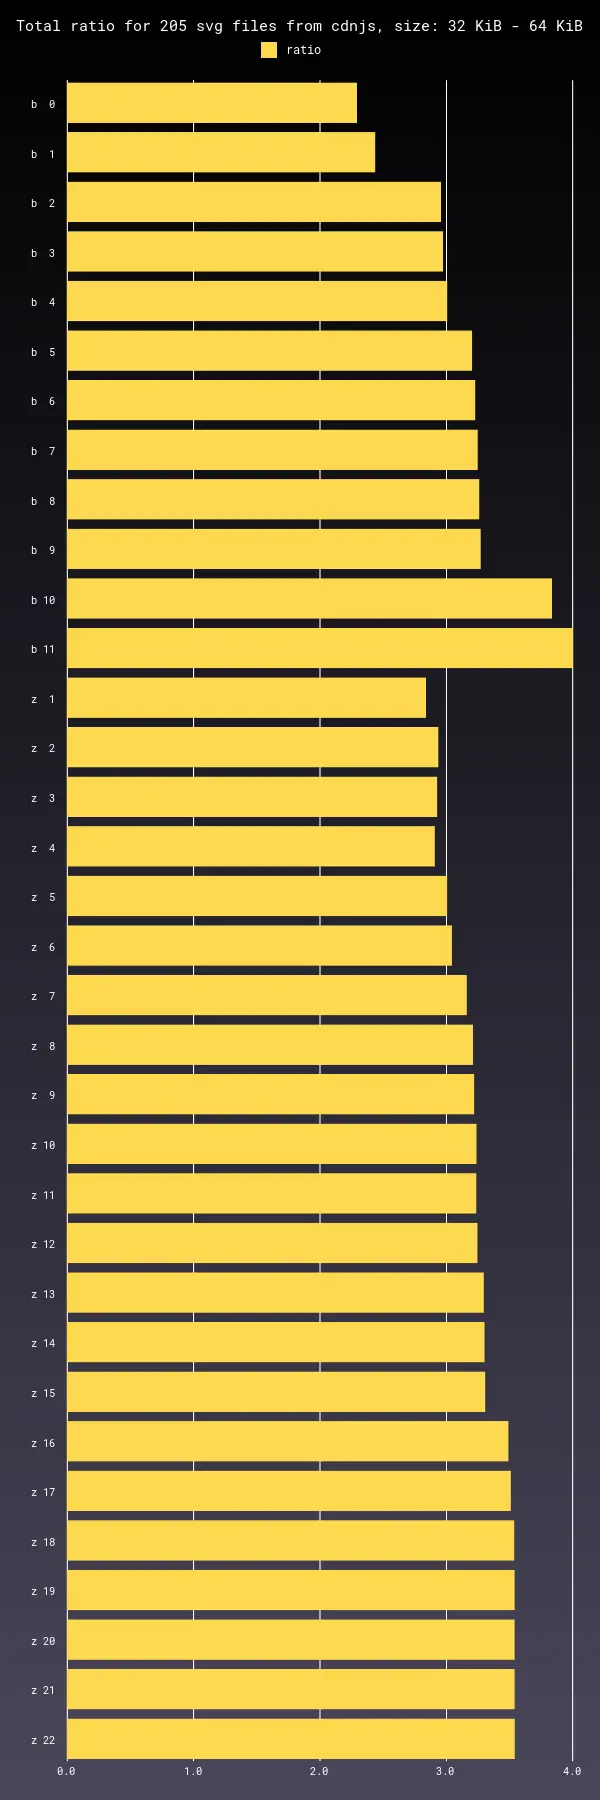 Total ratio for 205 svg files from cdnjs, size: 32 KiB - 64 KiB
ratio
b 0
b 1
b 2
b 3
b 4
b 5
b 6
b 7
b 8
b 9
b 10
b 11
z 1
z 2
z 3
z 4
z 5
z 6
z 7
z 8
z 9
z 10
z 11
z 12
z 13
z 14
z 15
z 16
z 17
z 18
z 19
z 20
z 21
z 22
0.0 1.0 2.0 3.0 4.0